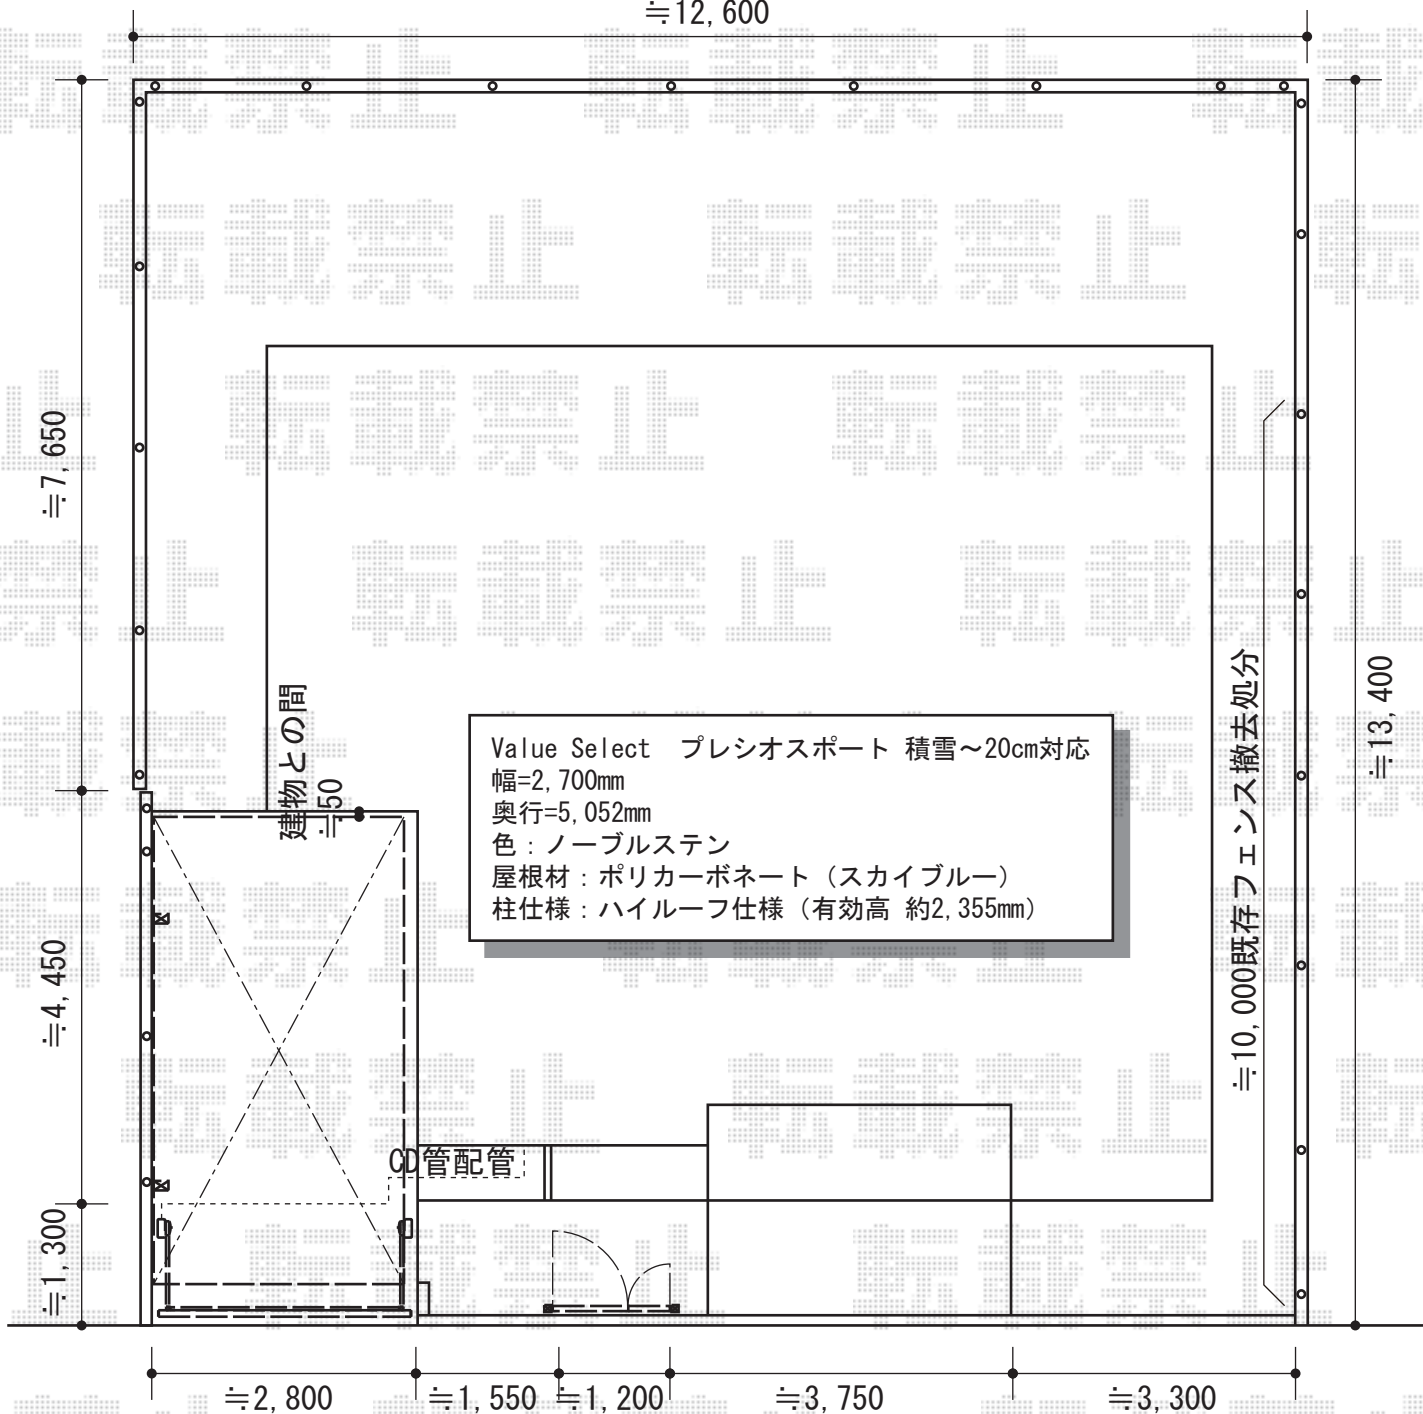 ≒12,600
≒7,650
≒4,450
≒1,300
≒13,400
≒10,000既存フェンス撤去処分
建物との間
≒50
Value Select プレシオスポート 積雪～20cm対応
幅=2,700mm
奥行=5,052mm
色：ノーブルステン
屋根材：ポリカーボネート（スカイブルー）
柱仕様：ハイルーフ仕様（有効高 約2,355mm）
CD管配管
≒2,800
≒1,550
≒1,200
≒3,750
≒3,300
転載禁止